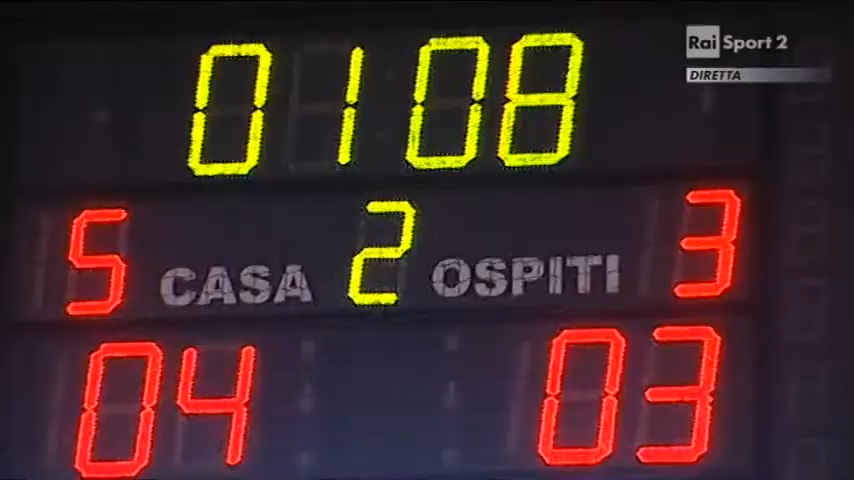 Rai Sport 2
DIRETTA
01 08
5 CASA 2 OSPITI 3
04 03